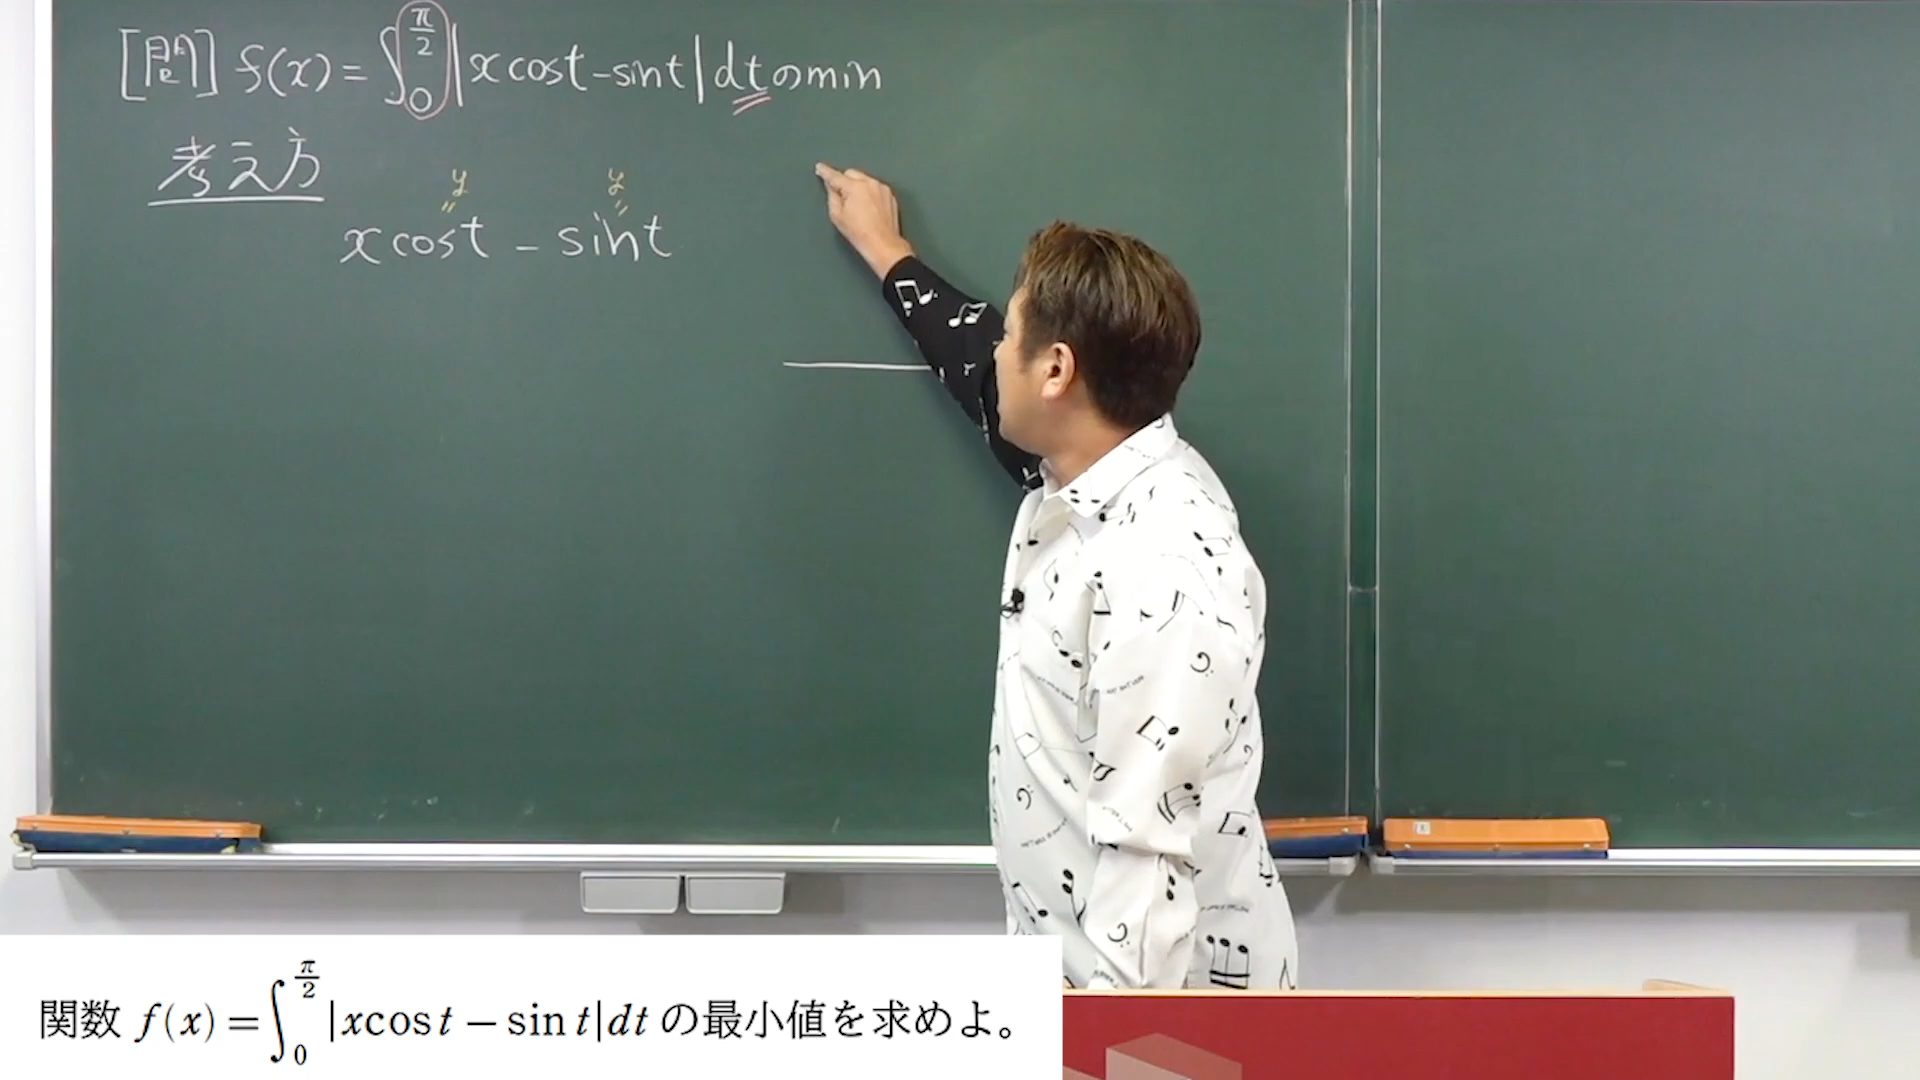 [問] f(x) = ∫₀^{π/2} |x cos t - sin t| dt の min
考え方
y y
" "
x cos t - sin t
関数 f(x) = ∫₀^{π/2} |x cos t - sin t| dt の最小値を求めよ。